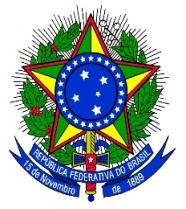 REPÚBLICA FEDERATIVA DO BRASIL
15 de Novembro de 1889